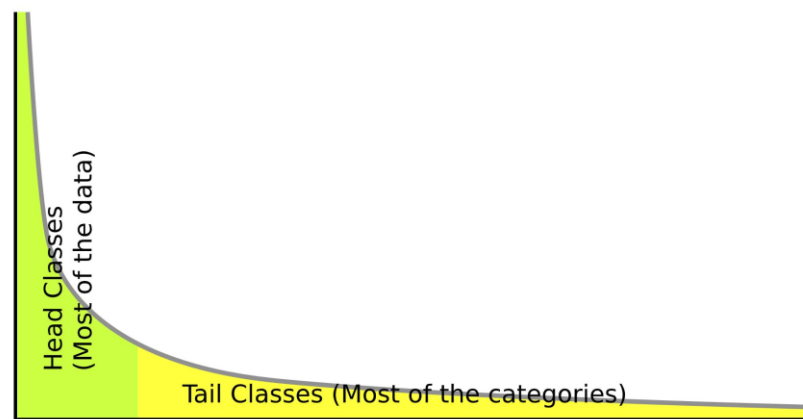 Head Classes
(Most of the data)
Tail Classes (Most of the categories)